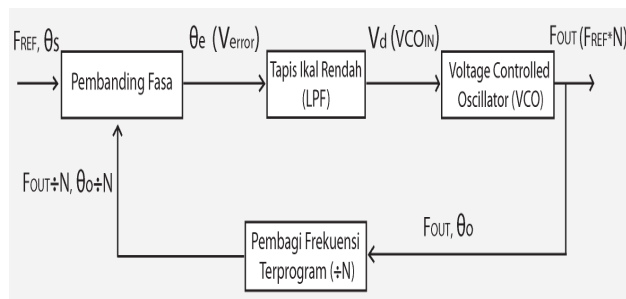 FREF, θs
θe (Verror)
Vd (VCOIN)
FOUT (FREF*N)
Pembanding Fasa
Tapis Ikal Rendah
(LPF)
Voltage Controlled
Oscillator (VCO)
FOUT÷N, θo÷N
FOUT, θo
Pembagi Frekuensi
Terprogram (÷N)